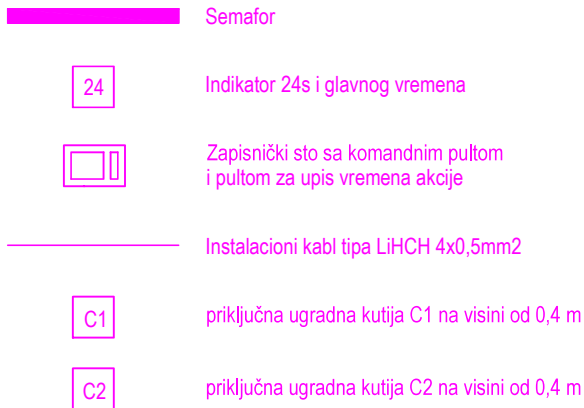 Semafor
24
Indikator 24s i glavnog vremena
Zapisnički sto sa komandnim pultom
i pultom za upis vremena akcije
Instalacioni kabl tipa LiHCH 4x0,5mm2
C1
priključna ugradna kutija C1 na visini od 0,4 m
C2
priključna ugradna kutija C2 na visini od 0,4 m